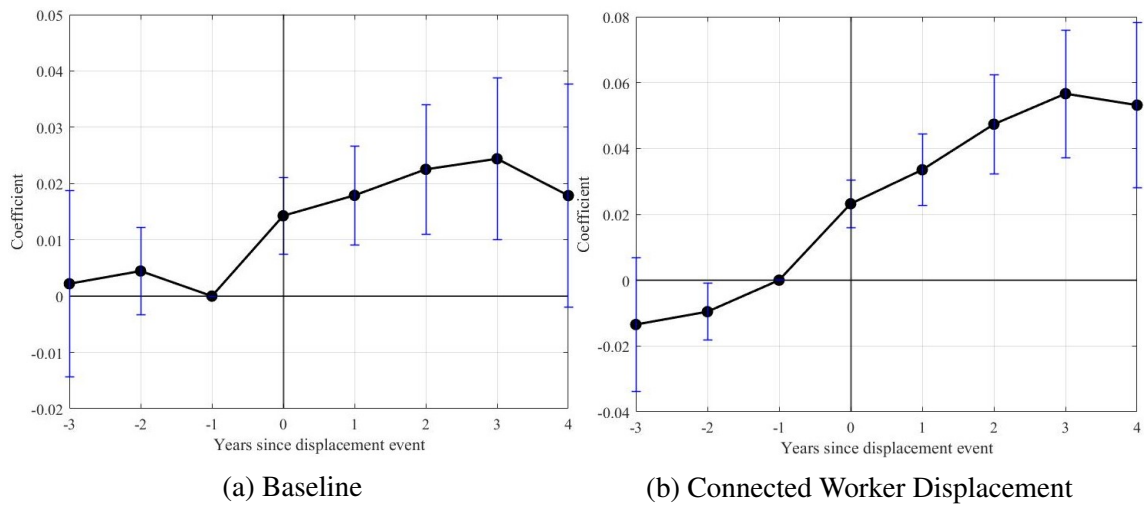 0.05
0.04
0.03
0.02
0.01
0
-0.01
-0.02
Coefficient
-3 -2 -1 0 1 2 3 4
Years since displacement event
(a) Baseline
0.08
0.06
0.04
0.02
0
-0.02
-0.04
Coefficient
-3 -2 -1 0 1 2 3 4
Years since displacement event
(b) Connected Worker Displacement